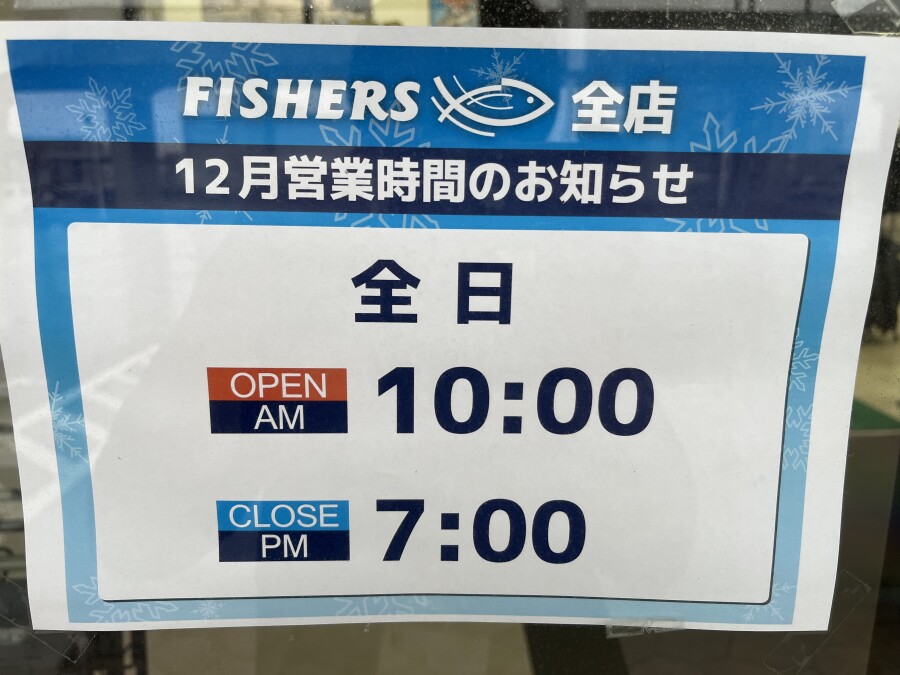 FISHERS 全店
12月営業時間のお知らせ
全日
OPEN
AM
10:00
CLOSE
PM
7:00